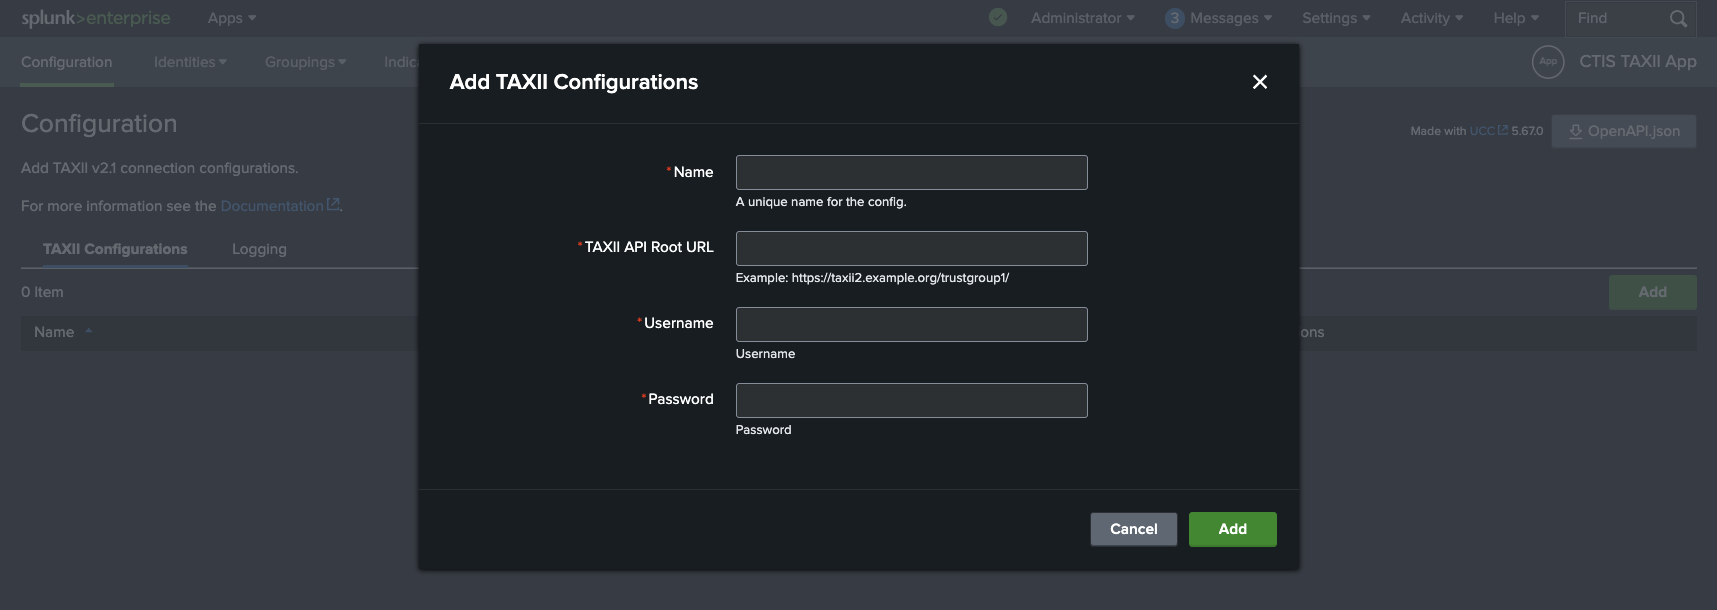 splunk>enterprise Apps Administrator 3 Messages Settings Activity Help Find
Configuration Identities Groupings App CTIS TAXII App
Add TAXII Configurations
Configuration
Made with UCC 5.67.0 OpenAPI.json
Add TAXII v2.1 connection configurations.
For more information see the Documentation.
TAXII Configurations Logging
0 Item Add
Name
*Name
A unique name for the config.
*TAXII API Root URL
Example: https://taxii2.example.org/trustgroup1/
*Username
Username
*Password
Password
Cancel Add